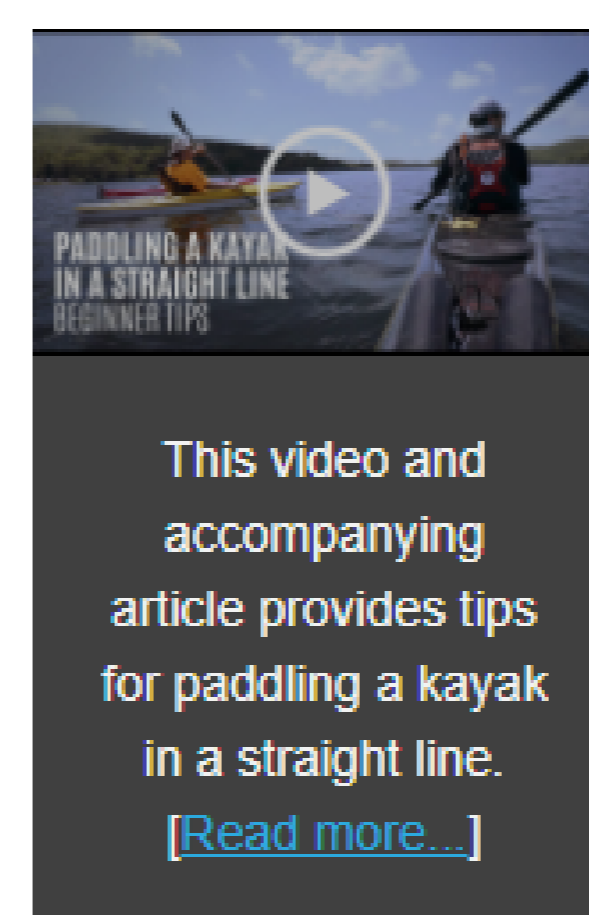 PADDLING A KAYAK
IN A STRAIGHT LINE
BEGINNER TIPS
This video and
accompanying
article provides tips
for paddling a kayak
in a straight line.
[Read more...]